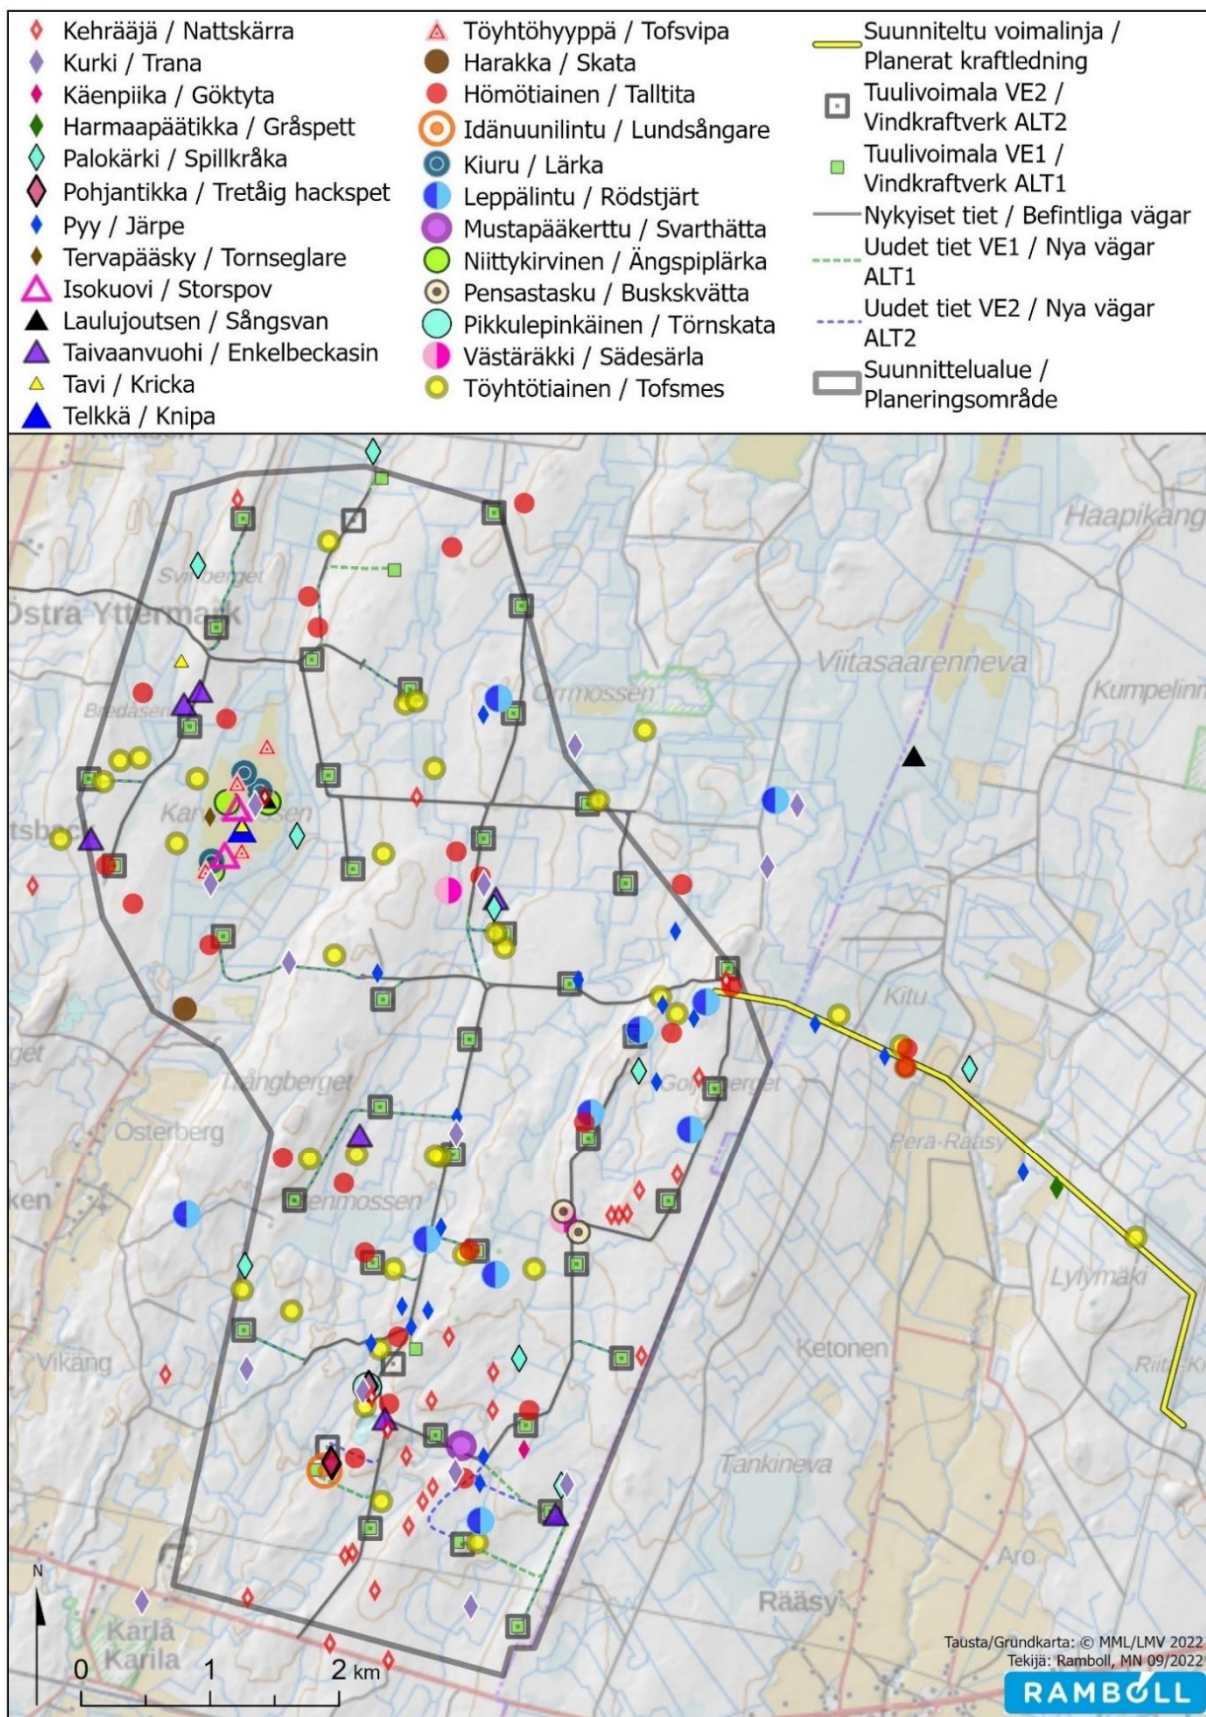 Kehrääjä / Nattskärra
Kurki / Trana
Käenpiika / Göktyta
Harmaapäätikka / Gråspett
Palokärki / Spillkråka
Pohjantikka / Tretåig hackspet
Pyy / Järpe
Tervapääsky / Tornseglare
Isokuovi / Storspov
Laulujoutsen / Sångsvan
Taivaanvuohi / Enkelbeckasin
Tavi / Kricka
Telkkä / Knipa
Töyhtöhyyppä / Tofsvipa
Harakka / Skata
Hömötiainen / Talltita
Idänuunilintu / Lundsångare
Kiuru / Lärka
Leppälintu / Rödstjärt
Mustapääkerttu / Svarthätta
Niittykirvinen / Ängspiplärka
Pensastasku / Buskskvätta
Pikkulepinkäinen / Törnskata
Västäräkki / Sädesärla
Töyhtötiainen / Tofsmes
Suunniteltu voimalinja /
Planerat kraftledning
Tuulivoimala VE2 /
Vindkraftverk ALT2
Tuulivoimala VE1 /
Vindkraftverk ALT1
Nykyiset tiet / Befintliga vägar
Uudet tiet VE1 / Nya vägar
ALT1
Uudet tiet VE2 / Nya vägar
ALT2
Suunnittelualue /
Planeringsområde
Haapikang
Svinberget
Östra Yttermark
Viitasaarenneva
Orrmossen
Kumpelinn
Kitu
Österberg
Perä-Rääsy
Lylymäki
Vikäng
Ketonen
Tankineva
Aro
Rääsy
Karlå
Karila
N
0 1 2 km
Tausta/Grundkarta: © MML/LMV 2022
Tekijä: Ramboll, MN 09/2022
RAMBOLL